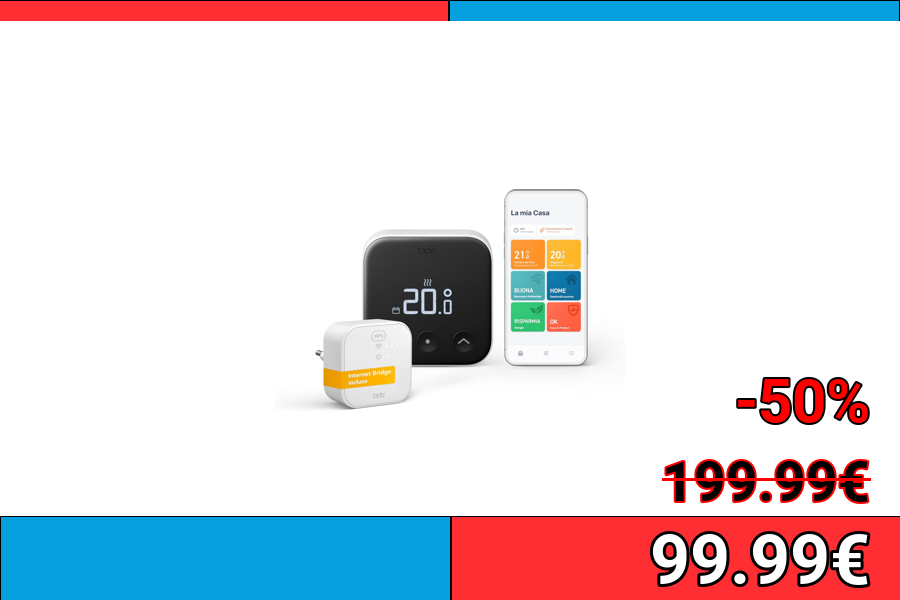 La mia Casa
21
20
BUONA
HOME
RISPARMIA
OK
tado°
20.0
Internet Bridge
incluso
tado°
-50%
199.99€
99.99€